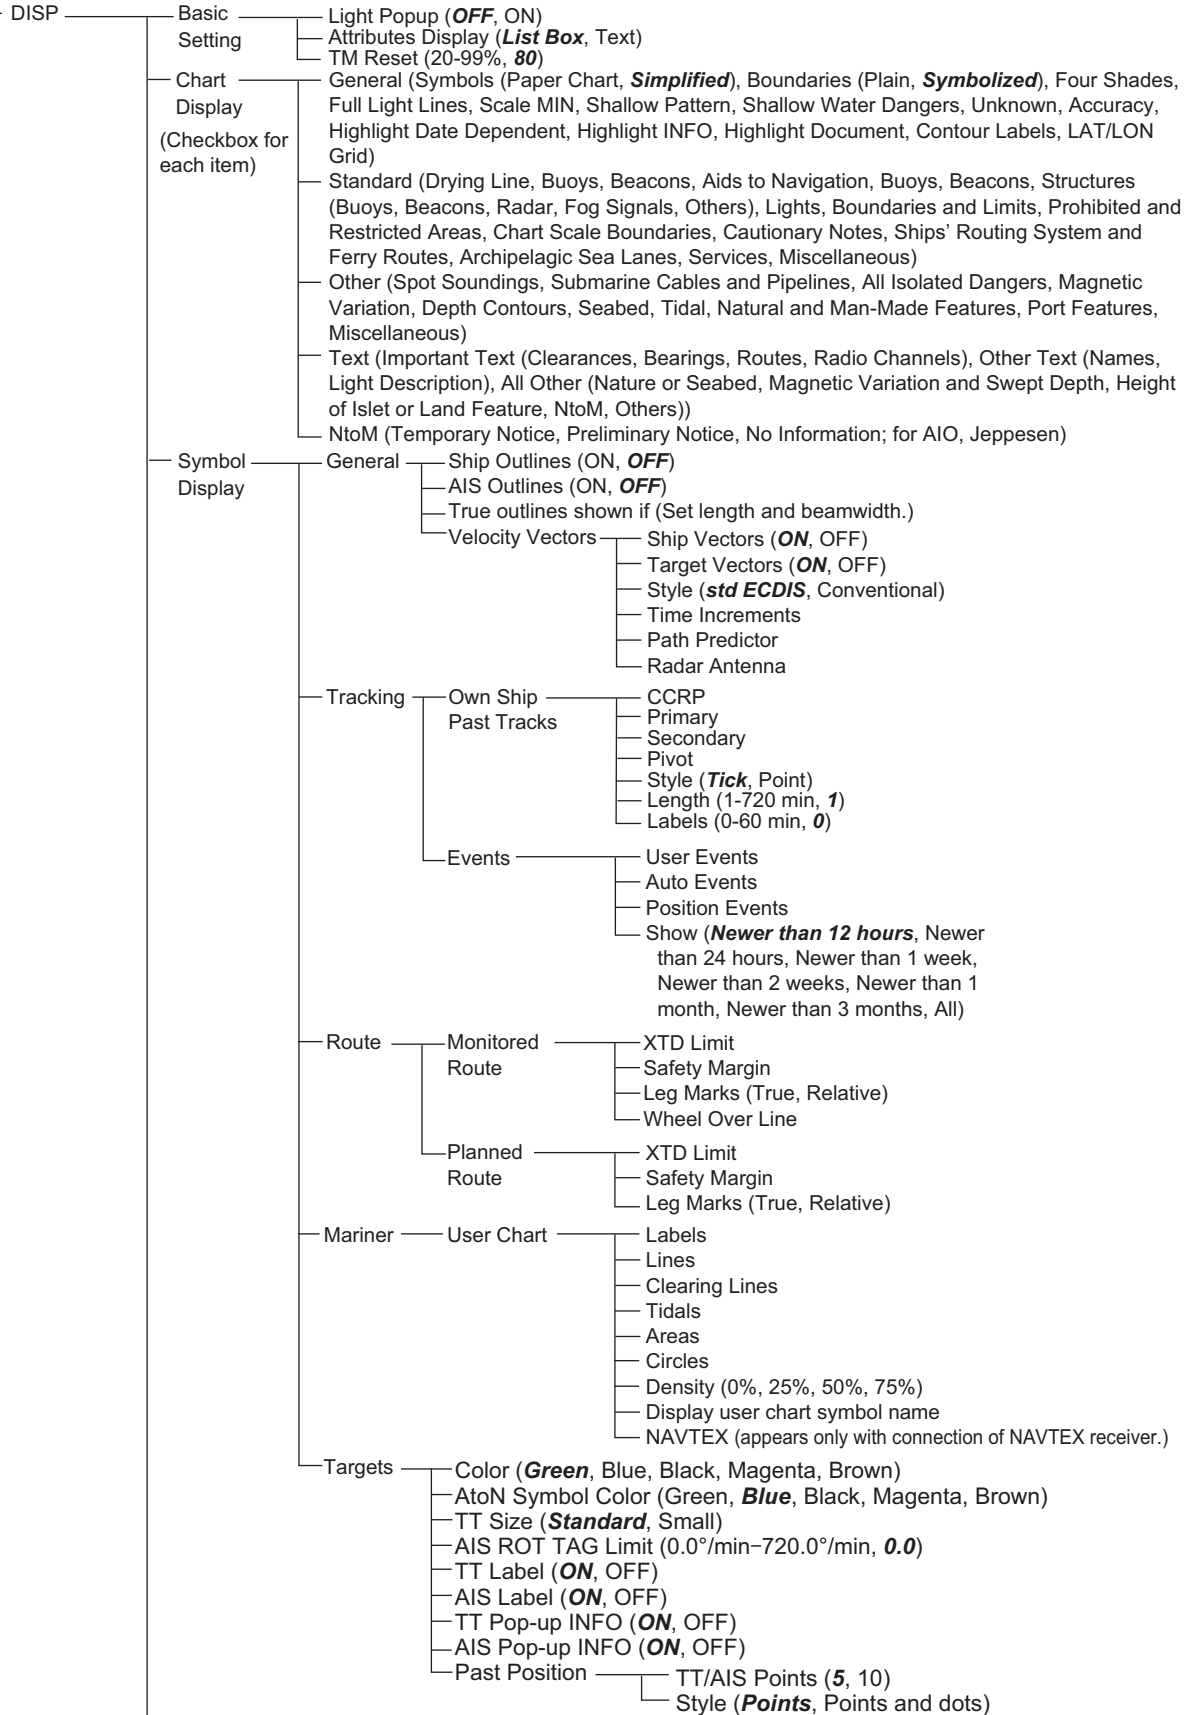 DISP
Basic
Setting
Light Popup (OFF, ON)
Attributes Display (List Box, Text)
TM Reset (20-99%, 80)
Chart
Display
(Checkbox for
each item)
General (Symbols (Paper Chart, Simplified), Boundaries (Plain, Symbolized), Four Shades,
Full Light Lines, Scale MIN, Shallow Pattern, Shallow Water Dangers, Unknown, Accuracy,
Highlight Date Dependent, Highlight INFO, Highlight Document, Contour Labels, LAT/LON
Grid)
Standard (Drying Line, Buoys, Beacons, Aids to Navigation, Buoys, Beacons, Structures
(Buoys, Beacons, Radar, Fog Signals, Others), Lights, Boundaries and Limits, Prohibited and
Restricted Areas, Chart Scale Boundaries, Cautionary Notes, Ships' Routing System and
Ferry Routes, Archipelagic Sea Lanes, Services, Miscellaneous)
Other (Spot Soundings, Submarine Cables and Pipelines, All Isolated Dangers, Magnetic
Variation, Depth Contours, Seabed, Tidal, Natural and Man-Made Features, Port Features,
Miscellaneous)
Text (Important Text (Clearances, Bearings, Routes, Radio Channels), Other Text (Names,
Light Description), All Other (Nature or Seabed, Magnetic Variation and Swept Depth, Height
of Islet or Land Feature, NtoM, Others))
NtoM (Temporary Notice, Preliminary Notice, No Information; for AIO, Jeppesen)
Symbol
Display
General
Ship Outlines (ON, OFF)
AIS Outlines (ON, OFF)
True outlines shown if (Set length and beamwidth.)
Velocity Vectors
Ship Vectors (ON, OFF)
Target Vectors (ON, OFF)
Style (std ECDIS, Conventional)
Time Increments
Path Predictor
Radar Antenna
Tracking
Own Ship
Past Tracks
CCRP
Primary
Secondary
Pivot
Style (Tick, Point)
Length (1-720 min, 1)
Labels (0-60 min, 0)
Events
User Events
Auto Events
Position Events
Show (Newer than 12 hours, Newer
than 24 hours, Newer than 1 week,
Newer than 2 weeks, Newer than 1
month, Newer than 3 months, All)
Route
Monitored
Route
XTD Limit
Safety Margin
Leg Marks (True, Relative)
Wheel Over Line
Planned
Route
XTD Limit
Safety Margin
Leg Marks (True, Relative)
Mariner
User Chart
Labels
Lines
Clearing Lines
Tidals
Areas
Circles
Density (0%, 25%, 50%, 75%)
Display user chart symbol name
NAVTEX (appears only with connection of NAVTEX receiver.)
Targets
Color (Green, Blue, Black, Magenta, Brown)
AtoN Symbol Color (Green, Blue, Black, Magenta, Brown)
TT Size (Standard, Small)
AIS ROT TAG Limit (0.0°/min−720.0°/min, 0.0)
TT Label (ON, OFF)
AIS Label (ON, OFF)
TT Pop-up INFO (ON, OFF)
AIS Pop-up INFO (ON, OFF)
Past Position
TT/AIS Points (5, 10)
Style (Points, Points and dots)